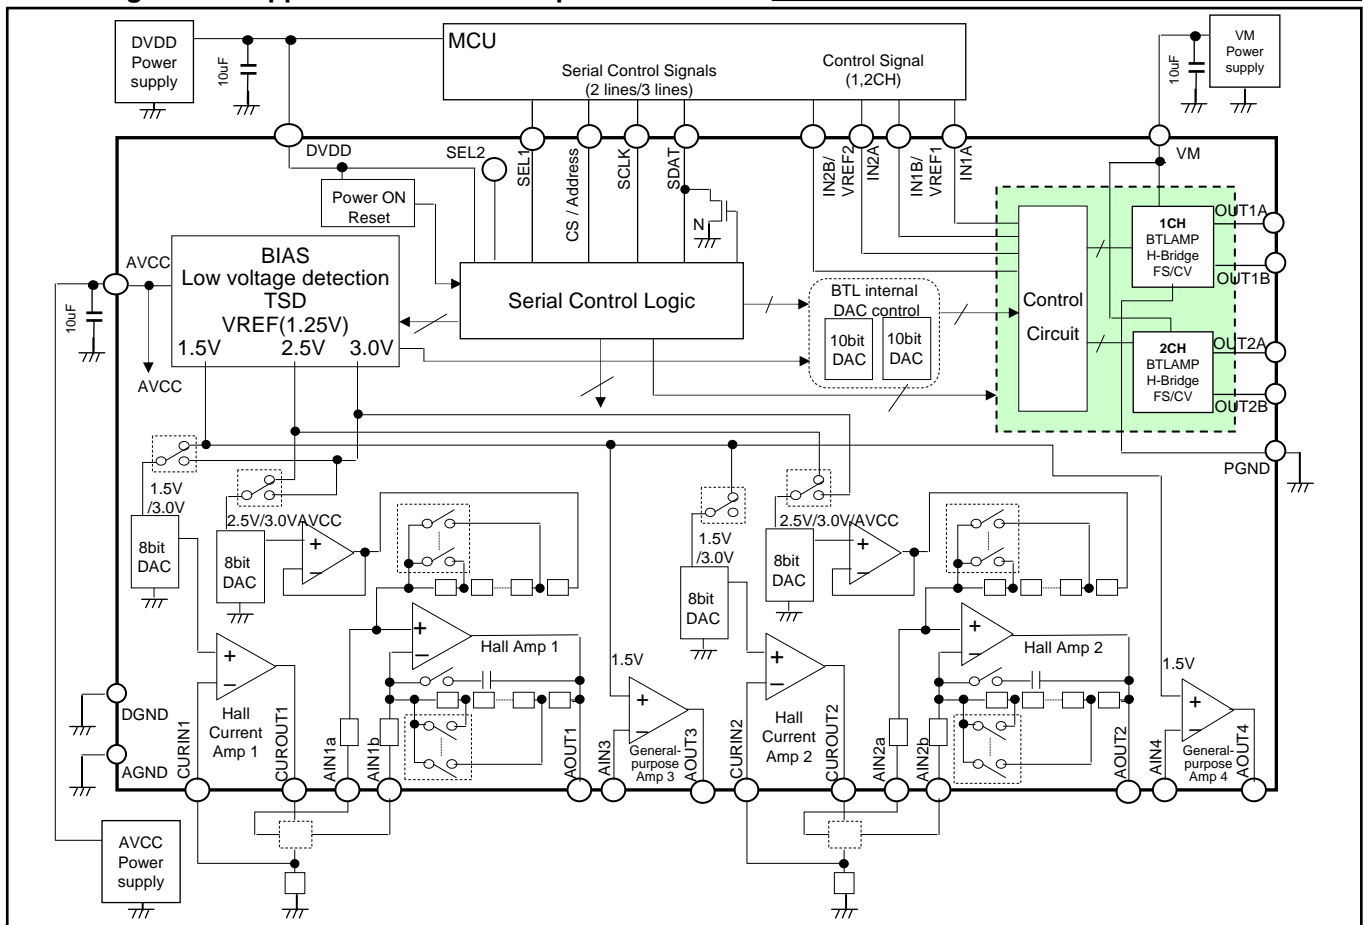 DVDD
Power
supply
10uF
MCU
Serial Control Signals
(2 lines/3 lines)
Control Signal
(1,2CH)
10uF
VM
Power
supply
DVDD
SEL2
SEL1
CS / Address
SCLK
SDAT
IN2B/
VREF2
IN2A
IN1B/
VREF1
IN1A
VM
Power ON
Reset
N
AVCC
10uF
BIAS
Low voltage detection
TSD
VREF(1.25V)
1.5V
2.5V
3.0V
AVCC
Serial Control Logic
BTL internal
DAC control
10bit
DAC
10bit
DAC
Control
Circuit
1CH
BTLAMP
H-Bridge
FS/CV
OUT1A
OUT1B
2CH
BTLAMP
H-Bridge
FS/CV
OUT2A
OUT2B
PGND
1.5V
/3.0V
8bit
DAC
2.5V/3.0VAVCC
8bit
DAC
+
−
1.5V
/3.0V
8bit
DAC
2.5V/3.0V/AVCC
8bit
DAC
+
−
+
−
Hall
Current
Amp 1
+
−
Hall Amp 1
1.5V
+
−
General-
purpose
Amp 3
+
−
Hall
Current
Amp 2
+
−
Hall Amp 2
1.5V
+
−
General-
purpose
Amp 4
DGND
AGND
CURIN1
CUROUT1
AIN1a
AIN1b
AOUT1
AIN3
AOUT3
CURIN2
CUROUT2
AIN2a
AIN2b
AOUT2
AIN4
AOUT4
AVCC
Power
supply